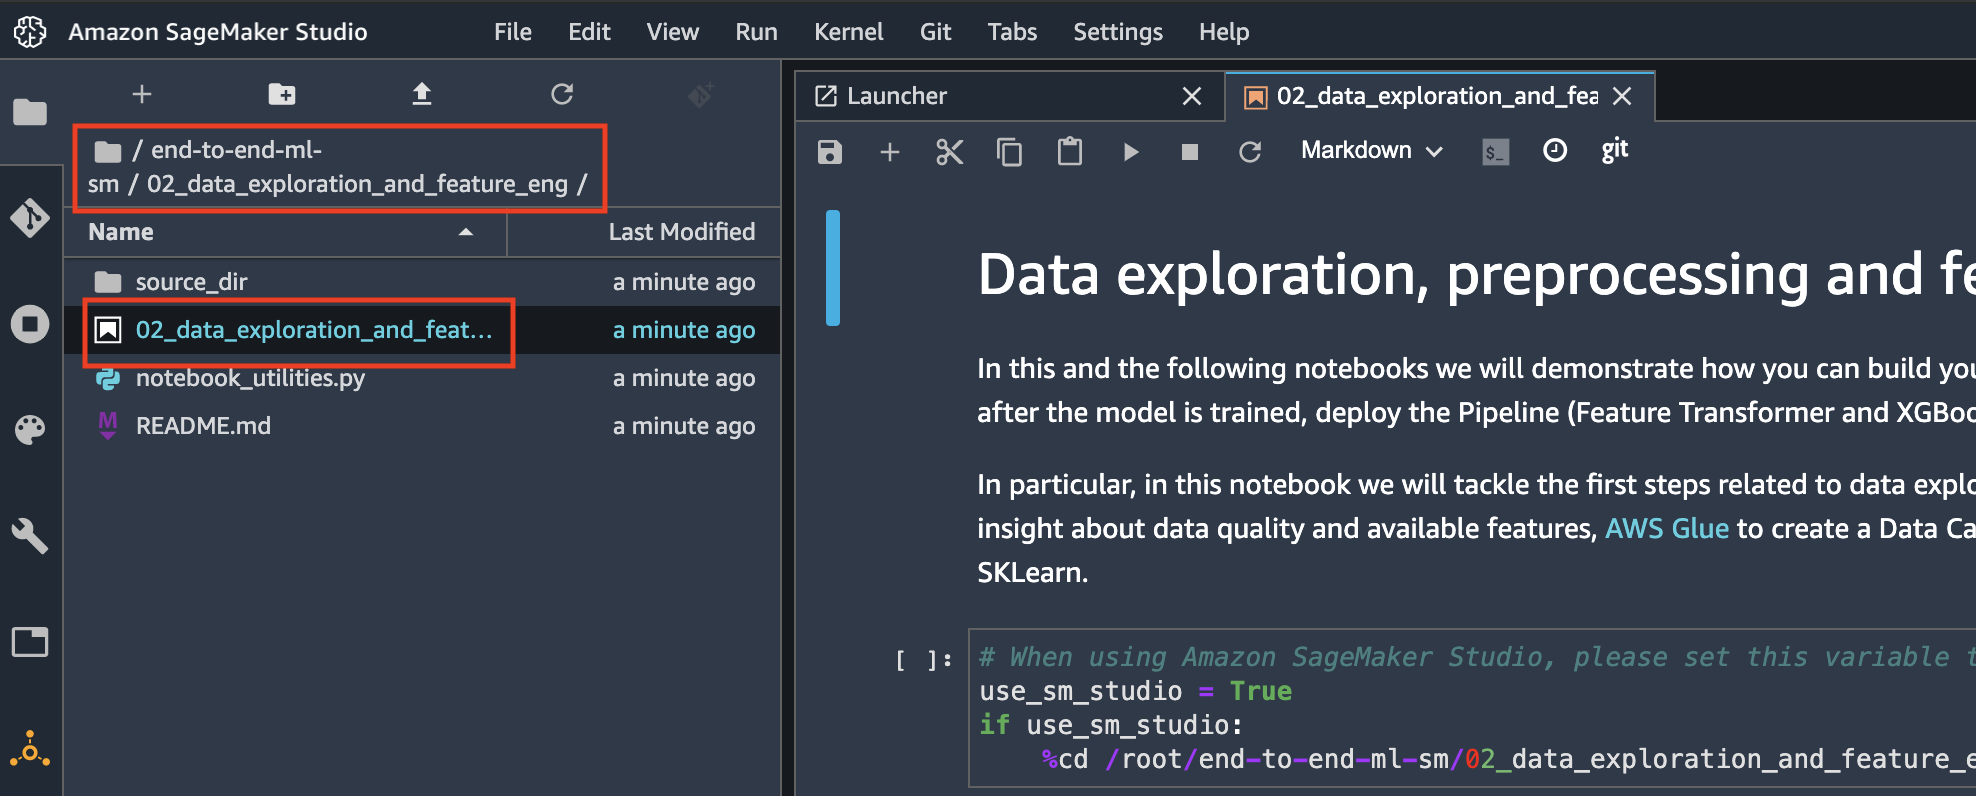 Amazon SageMaker Studio File Edit View Run Kernel Git Tabs Settings Help
/ end-to-end-ml-
sm / 02_data_exploration_and_feature_eng /
Name Last Modified
source_dir a minute ago
02_data_exploration_and_feat... a minute ago
notebook_utilities.py a minute ago
README.md a minute ago
Launcher 02_data_exploration_and_fea
Markdown $_ git
Data exploration, preprocessing and fe
In this and the following notebooks we will demonstrate how you can build you
after the model is trained, deploy the Pipeline (Feature Transformer and XGBoo
In particular, in this notebook we will tackle the first steps related to data explo
insight about data quality and available features, AWS Glue to create a Data Ca
SKLearn.
[ ]: # When using Amazon SageMaker Studio, please set this variable t
use_sm_studio = True
if use_sm_studio:
%cd /root/end-to-end-ml-sm/02_data_exploration_and_feature_e